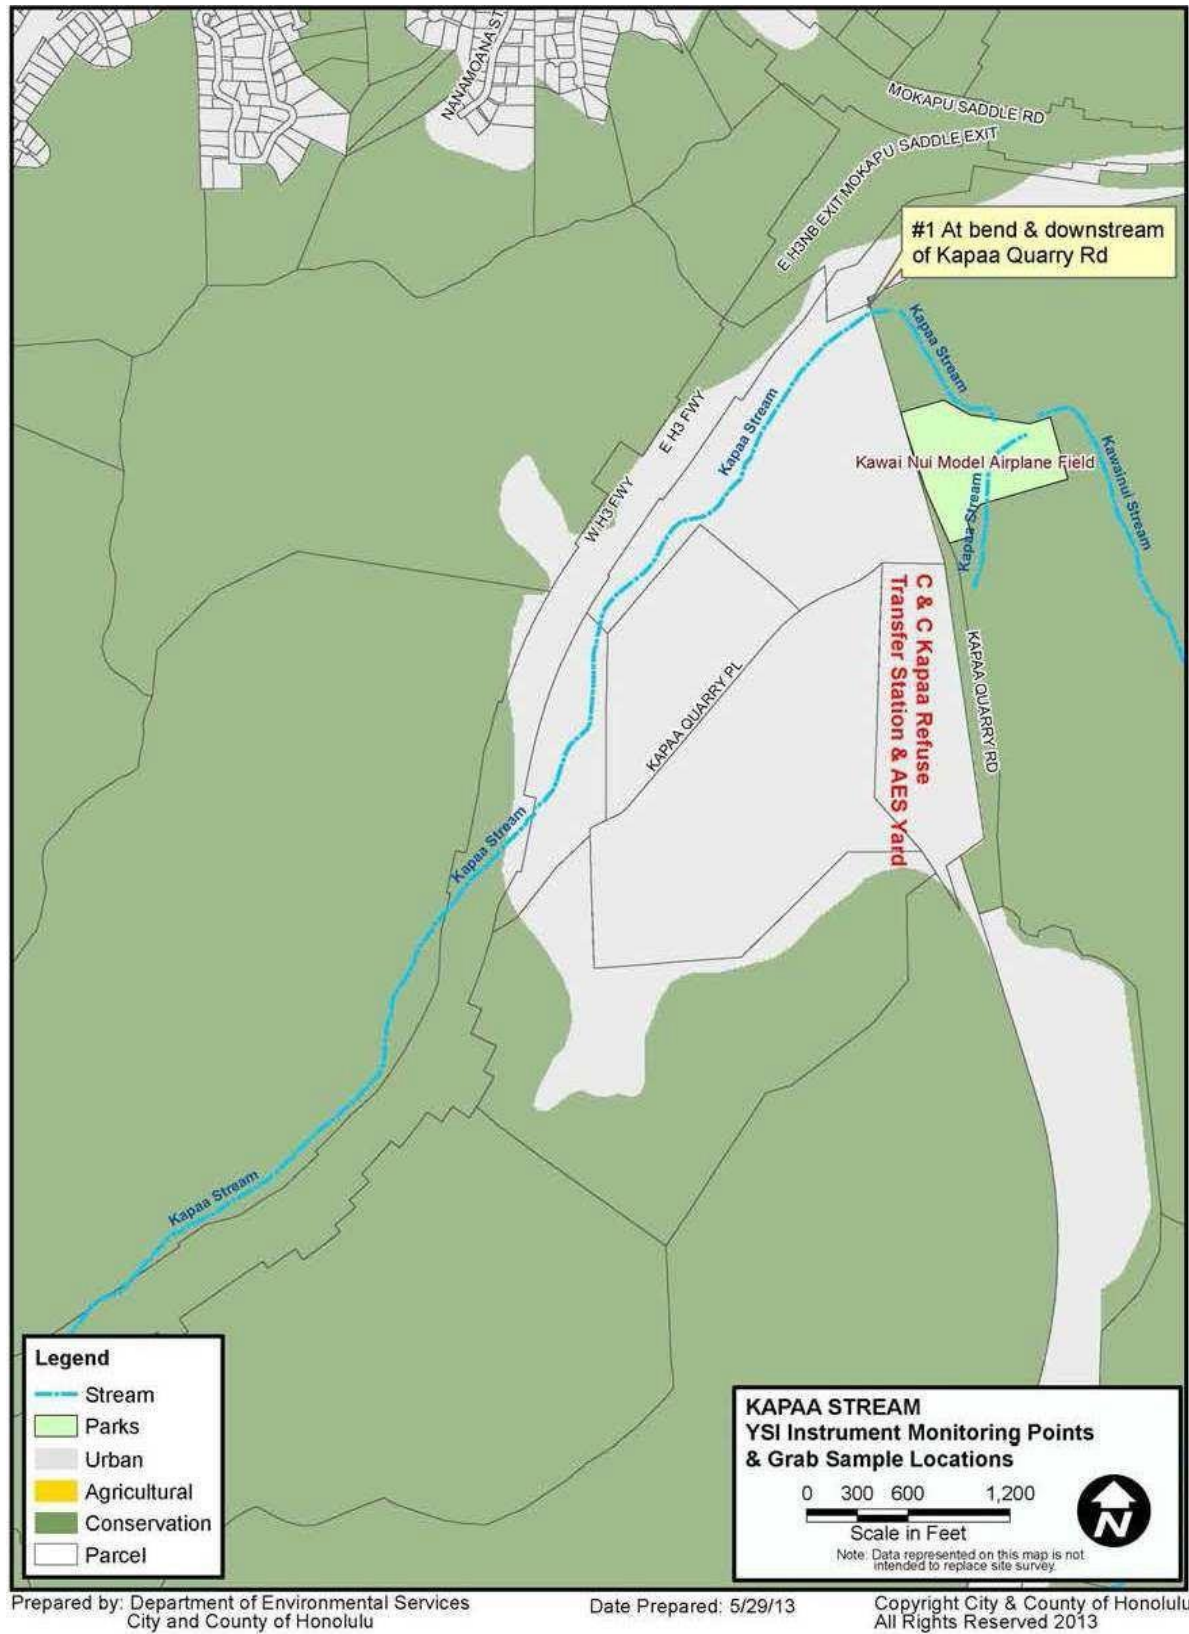 NANAMOANA ST
MOKAPU SADDLE RD
E H3NB EXIT MOKAPU SADDLE EXIT
#1 At bend & downstream
of Kapaa Quarry Rd
Kapaa Stream
E H3 FWY
Kapaa Stream
Kawai Nui Model Airplane Field
Kawainui Stream
W H3 FWY
Kapaa Stream
C & C Kapaa Refuse
Transfer Station & AES Yard
KAPAA QUARRY RD
KAPAA QUARRY PL
Kapaa Stream
Kapaa Stream
Legend
Stream
Parks
Urban
Agricultural
Conservation
Parcel
KAPAA STREAM
YSI Instrument Monitoring Points
& Grab Sample Locations
0 300 600 1,200
Scale in Feet
Note: Data represented on this map is not
intended to replace site survey.
N
Prepared by: Department of Environmental Services
City and County of Honolulu
Date Prepared: 5/29/13
Copyright City & County of Honolulu
All Rights Reserved 2013